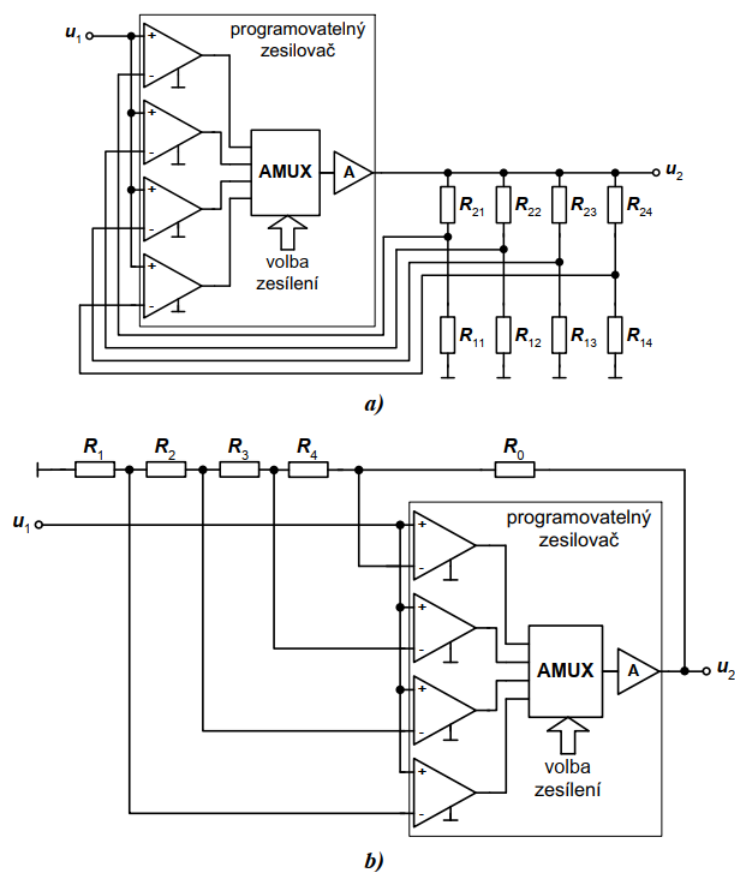 programovatelný
zesilovač
u1
+
-
+
-
+
-
+
-
AMUX
A
u2
volba
zesílení
R21
R22
R23
R24
R11
R12
R13
R14
a)
R1
R2
R3
R4
R0
u1
programovatelný
zesilovač
+
-
+
-
+
-
+
-
AMUX
A
u2
volba
zesílení
b)